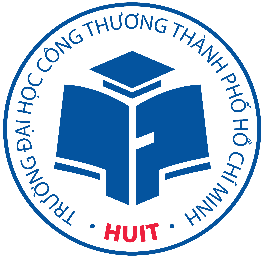 TRƯỜNG ĐẠI HỌC CÔNG THƯƠNG THÀNH PHỐ HỒ CHÍ MINH
HUIT